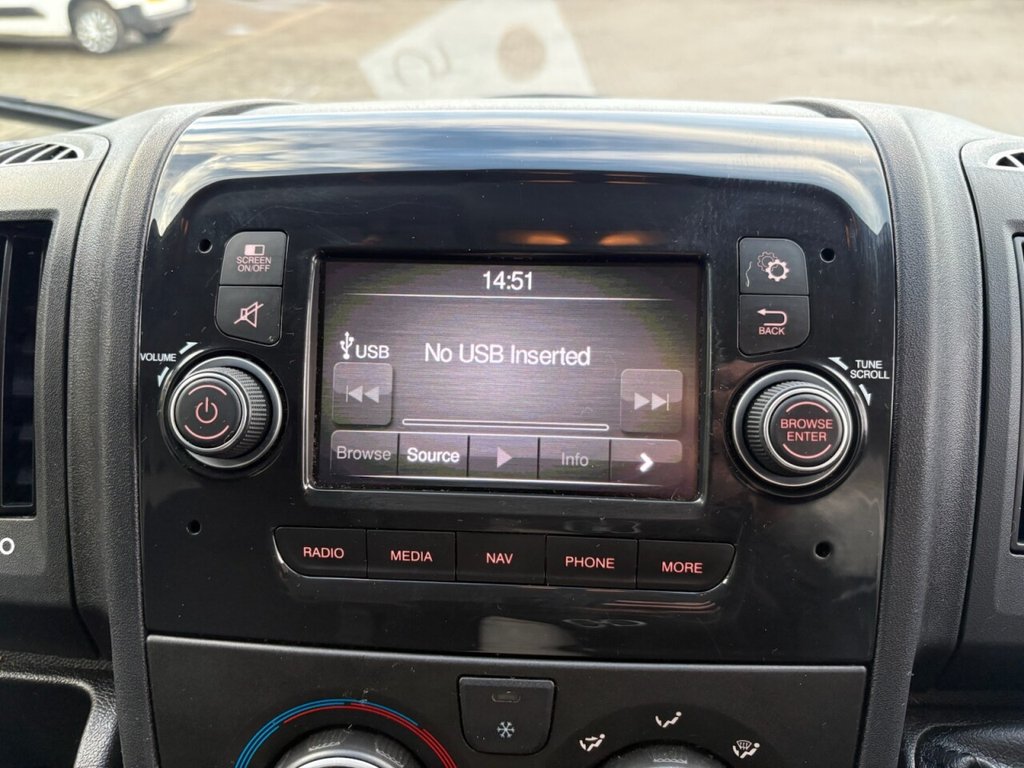 14:51
SCREEN
ON/OFF
USB
No USB Inserted
BACK
VOLUME
TUNE
SCROLL
BROWSE
ENTER
Browse
Source
Info
RADIO
MEDIA
NAV
PHONE
MORE